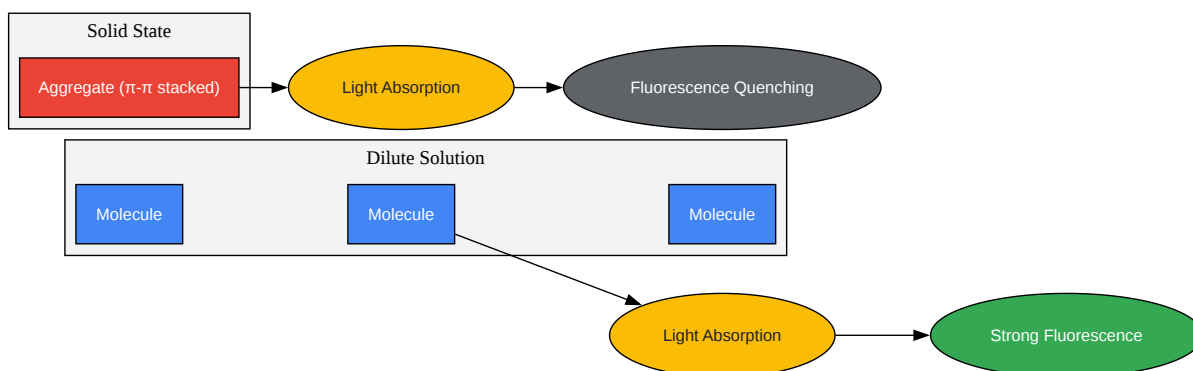 Solid State
Aggregate (π-π stacked)
Light Absorption
Fluorescence Quenching
Dilute Solution
Molecule
Molecule
Molecule
Light Absorption
Strong Fluorescence